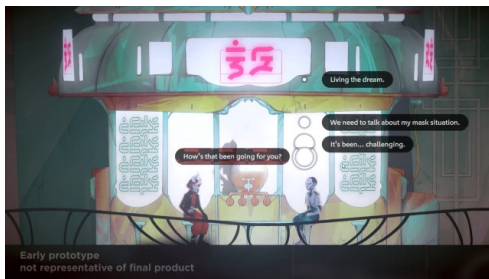 Living the dream.
We need to talk about my mask situation.
It's been... challenging.
How's that been going for you?
Early prototype
not representative of final product